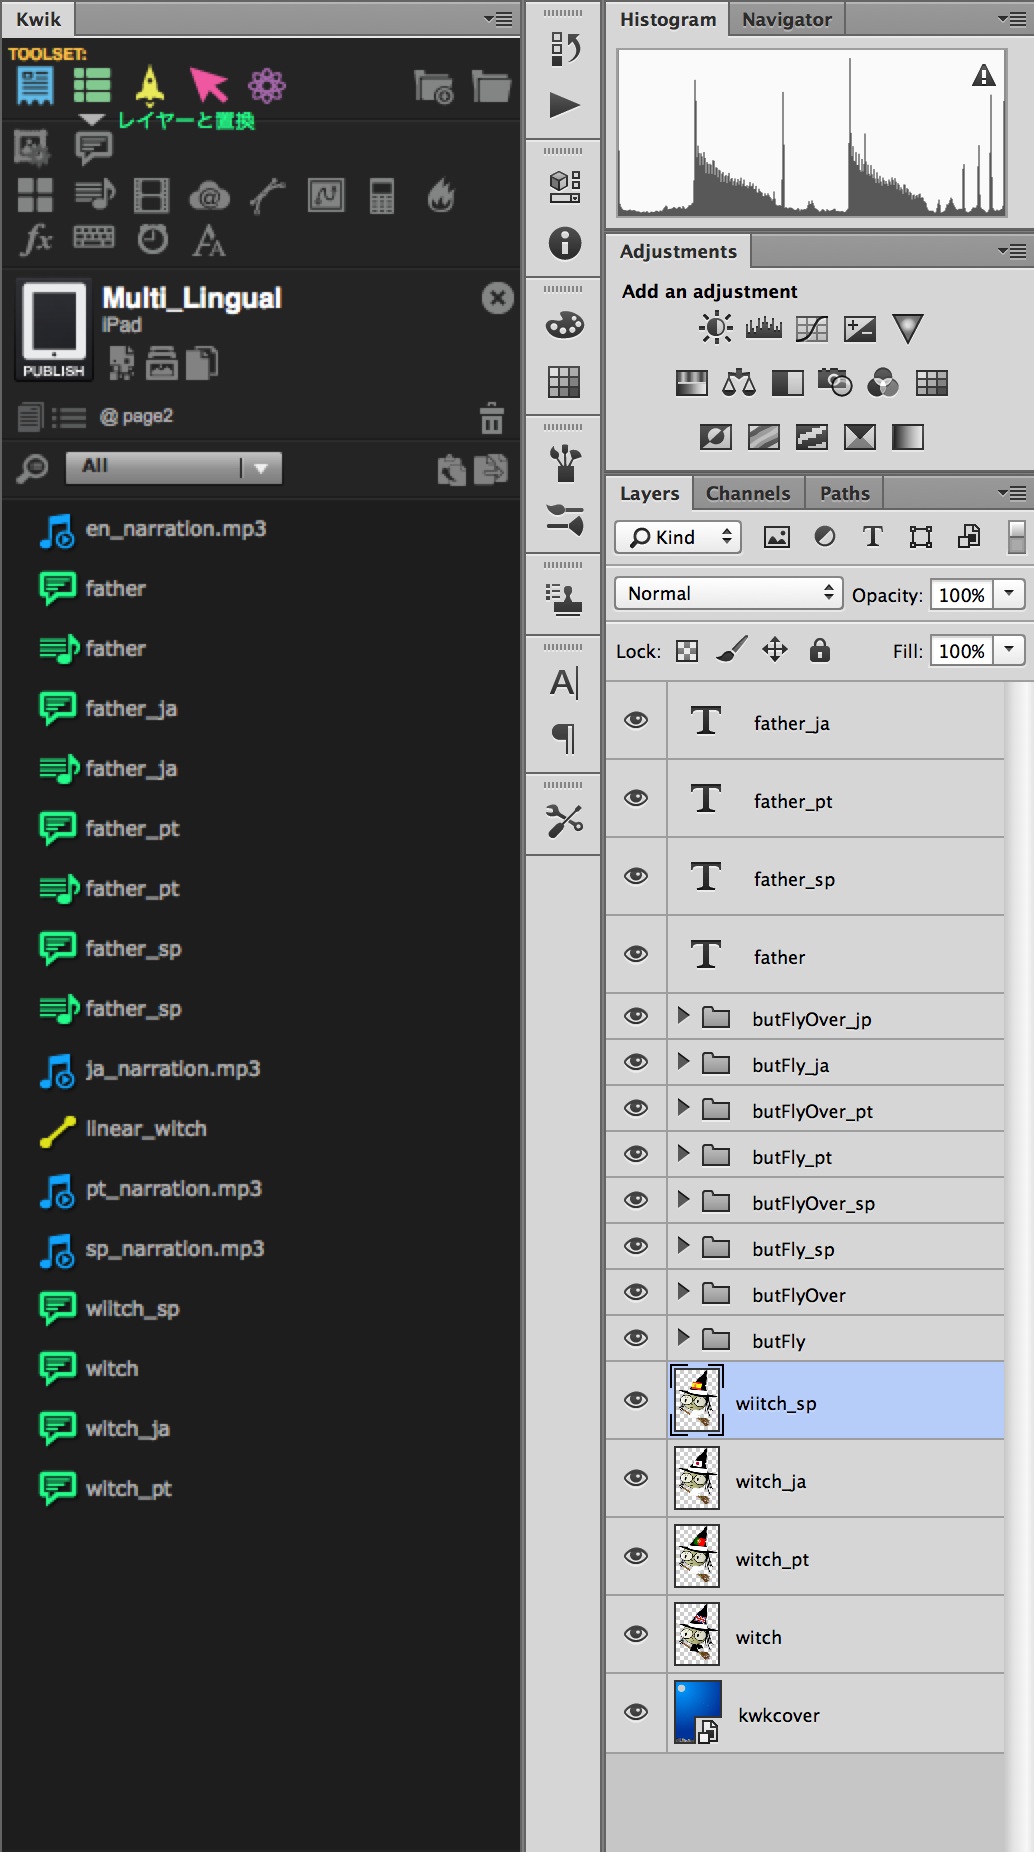 Kwik
TOOLSET:
レイヤーと置換
Multi_Lingual
iPad
PUBLISH
@ page2
All
en_narration.mp3
father
father
father_ja
father_ja
father_pt
father_pt
father_sp
father_sp
ja_narration.mp3
linear_witch
pt_narration.mp3
sp_narration.mp3
wiitch_sp
witch
witch_ja
witch_pt
Histogram Navigator
Adjustments
Add an adjustment
Layers Channels Paths
Kind
Normal Opacity: 100%
Lock: Fill: 100%
father_ja
father_pt
father_sp
father
butFlyOver_jp
butFly_ja
butFlyOver_pt
butFly_pt
butFlyOver_sp
butFly_sp
butFlyOver
butFly
wiitch_sp
witch_ja
witch_pt
witch
kwkcover